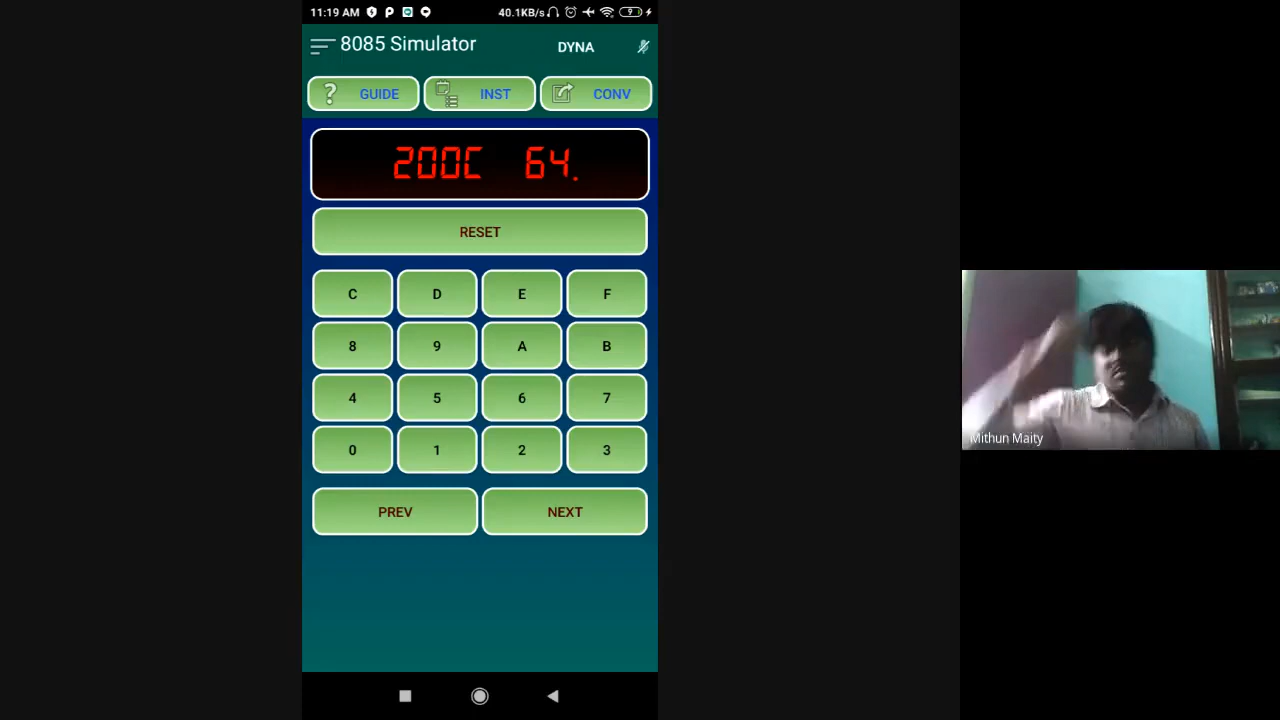 11:19 AM P 40.1KB/s 9
8085 Simulator DYNA
? GUIDE INST CONV
200C 64.
RESET
C D E F
8 9 A B
4 5 6 7
0 1 2 3
PREV NEXT
Mithun Maity